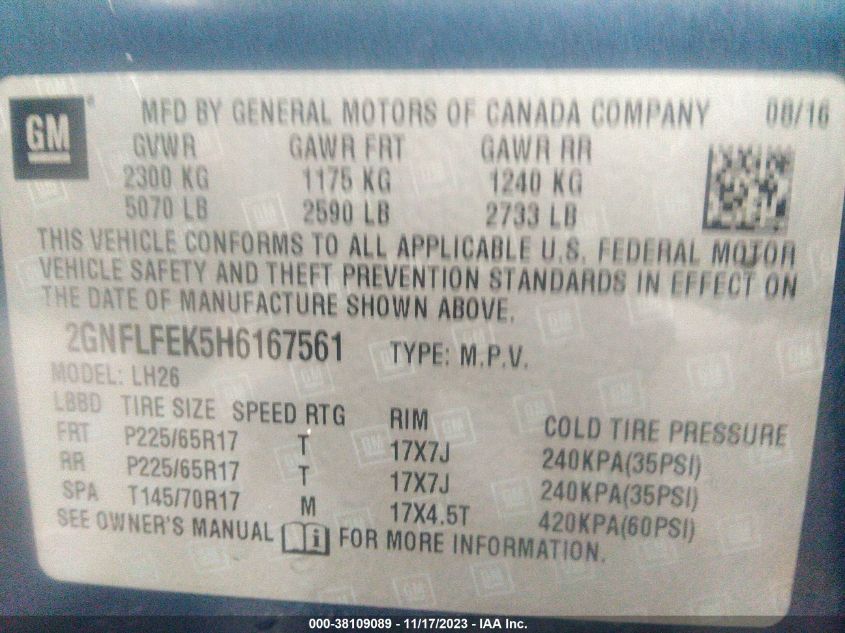 GM
MFD BY GENERAL MOTORS OF CANADA COMPANY 08/16
GVWR GAWR FRT GAWR RR
2300 KG 1175 KG 1240 KG
5070 LB 2590 LB 2733 LB
THIS VEHICLE CONFORMS TO ALL APPLICABLE U.S. FEDERAL MOTOR
VEHICLE SAFETY AND THEFT PREVENTION STANDARDS IN EFFECT ON
THE DATE OF MANUFACTURE SHOWN ABOVE.
2GNFLFEK5H6167561 TYPE: M.P.V.
MODEL: LH26
LBBD TIRE SIZE SPEED RTG RIM COLD TIRE PRESSURE
FRT P225/65R17 T 17X7J 240KPA(35PSI)
RR P225/65R17 T 17X7J 240KPA(35PSI)
SPA T145/70R17 M 17X4.5T 420KPA(60PSI)
SEE OWNER'S MANUAL i FOR MORE INFORMATION.
000-38109089 - 11/17/2023 - IAA Inc.